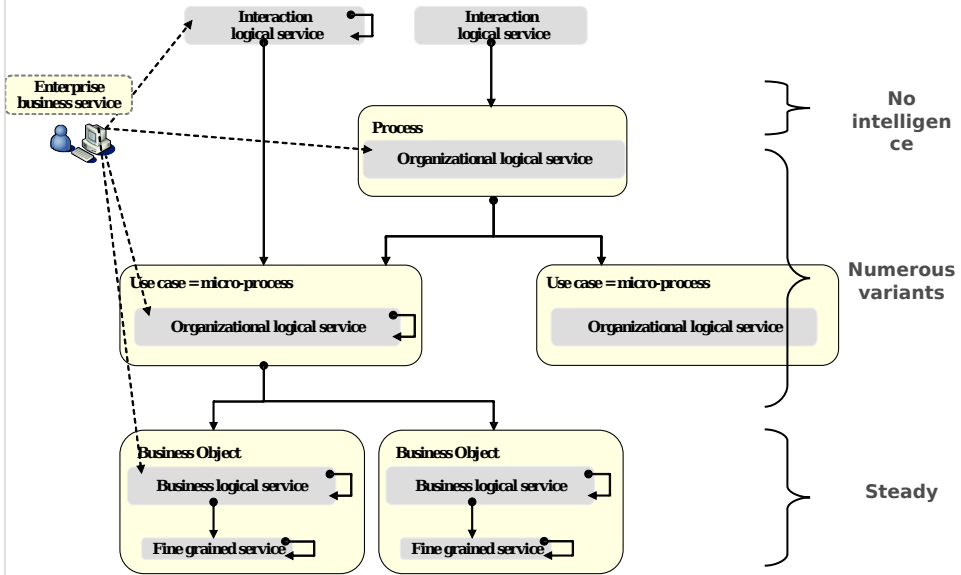 Interaction
logical service
Interaction
logical service
Enterprise
business service
No
intelligen
ce
Process
Organizational logical service
Numerous
variants
Use case = micro-process
Organizational logical service
Use case = micro-process
Organizational logical service
Business Object
Business logical service
Fine grained service
Business Object
Business logical service
Fine grained service
Steady